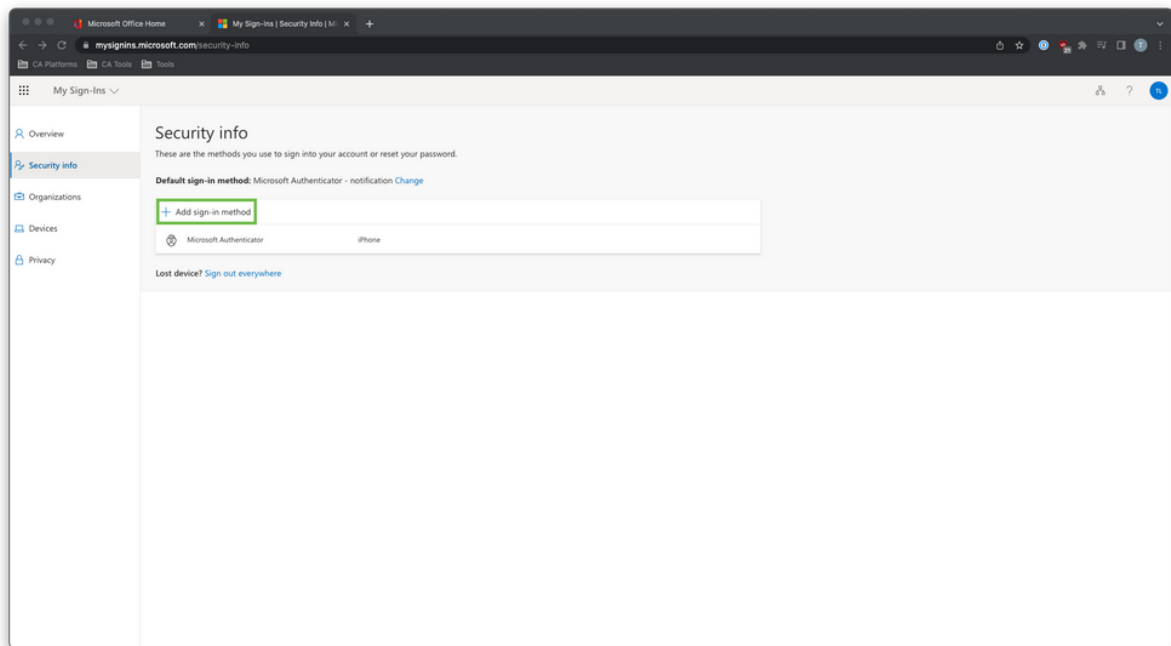 Microsoft Office Home
My Sign-Ins | Security Info | Mi
mysignins.microsoft.com/security-info
CA Platforms CA Tools Tools
My Sign-Ins
?
TL
Overview
Security info
Organizations
Devices
Privacy
Security info
These are the methods you use to sign into your account or reset your password.
Default sign-in method: Microsoft Authenticator - notification Change
+ Add sign-in method
Microsoft Authenticator iPhone
Lost device? Sign out everywhere